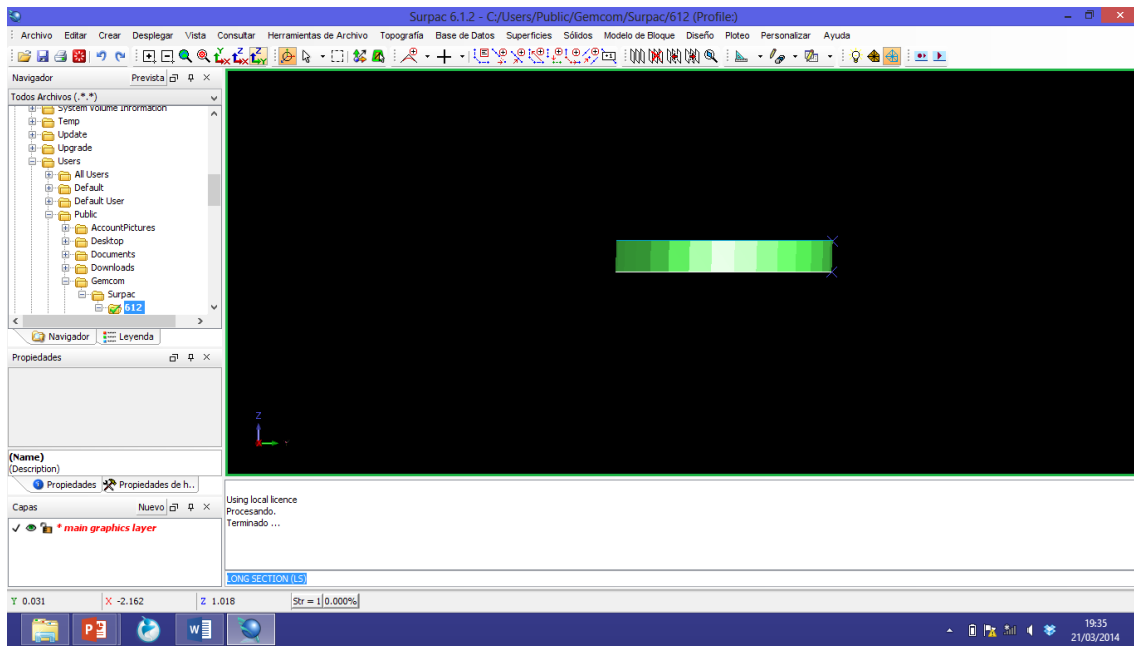 Surpac 6.1.2 - C:/Users/Public/Gemcom/Surpac/612 (Profile:)
Archivo Editar Crear Desplegar Vista Consultar Herramientas de Archivo Topografía Base de Datos Superficies Sólidos Modelo de Bloque Diseño Ploteo Personalizar Ayuda
Navegador Prevista
Todos Archivos (.*.*)
System Volume Information
Temp
Update
Upgrade
Users
All Users
Default
Default User
Public
AccountPictures
Desktop
Documents
Downloads
Gemcom
Surpac
612
Navigador Leyenda
Propiedades
(Name)
(Description)
Propiedades Propiedades de h..
Capas Nuevo
* main graphics layer
Z
Y
Using local licence
Procesando.
Terminado ...
LONG SECTION (LS)
Y 0.031 X -2.162 Z 1.018 Str = 1 0.000%
19:35
21/03/2014